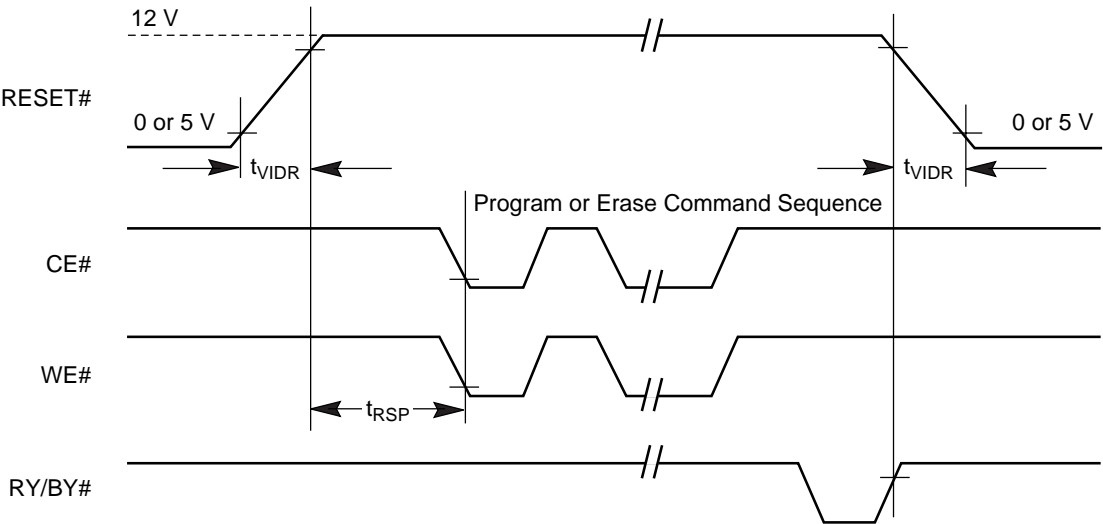 12 V
RESET#
0 or 5 V
0 or 5 V
tVIDR
tVIDR
Program or Erase Command Sequence
CE#
WE#
tRSP
RY/BY#